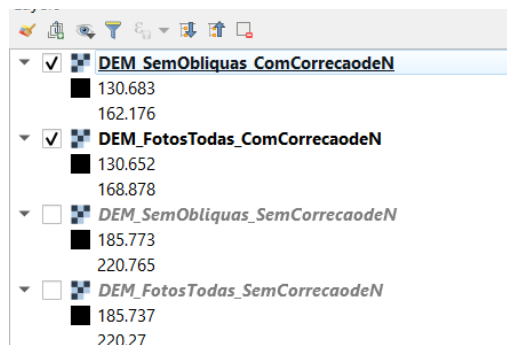 DEM_SemObliquas_ComCorrecaodeN
130.683
162.176
DEM_FotosTodas_ComCorrecaodeN
130.652
168.878
DEM_SemObliquas_SemCorrecaodeN
185.773
220.765
DEM_FotosTodas_SemCorrecaodeN
185.737
220.27